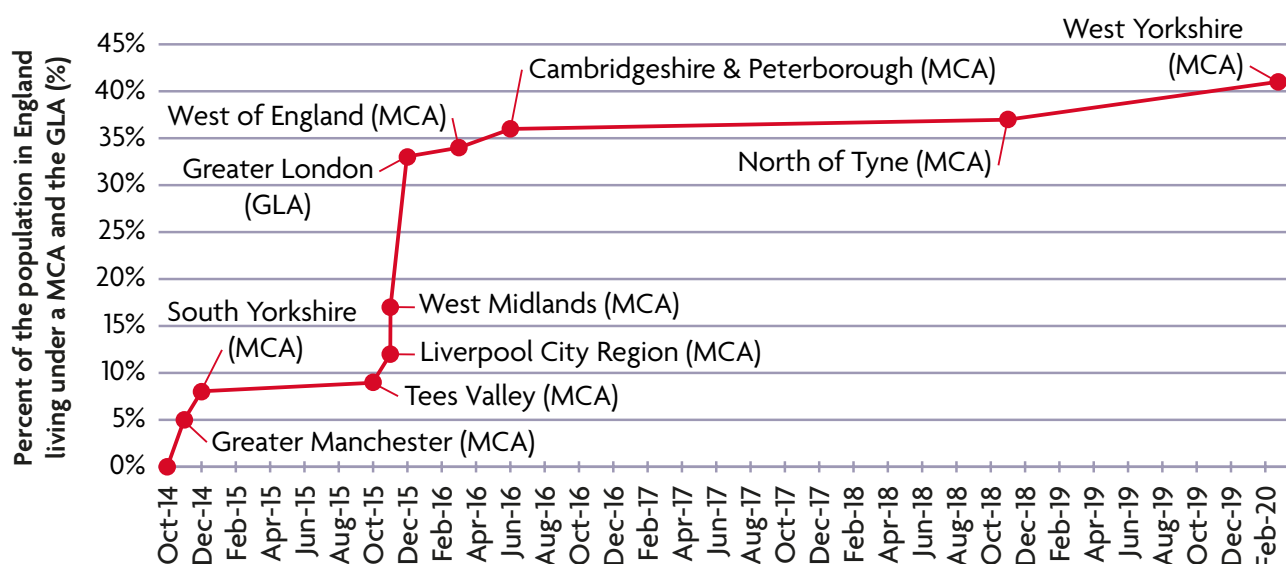 Percent of the population in England
living under a MCA and the GLA (%)
45%
40%
35%
30%
25%
20%
15%
10%
5%
0%
West Yorkshire
(MCA)
Cambridgeshire & Peterborough (MCA)
West of England (MCA)
North of Tyne (MCA)
Greater London
(GLA)
West Midlands (MCA)
South Yorkshire
(MCA)
Liverpool City Region (MCA)
Tees Valley (MCA)
Greater Manchester (MCA)
Oct-14
Dec-14
Feb-15
Apr-15
Jun-15
Aug-15
Oct-15
Dec-15
Feb-16
Apr-16
Jun-16
Aug-16
Oct-16
Dec-16
Feb-17
Apr-17
Jun-17
Aug-17
Oct-17
Dec-17
Feb-18
Apr-18
Jun-18
Aug-18
Oct-18
Dec-18
Feb-19
Apr-19
Jun-19
Aug-19
Oct-19
Dec-19
Feb-20